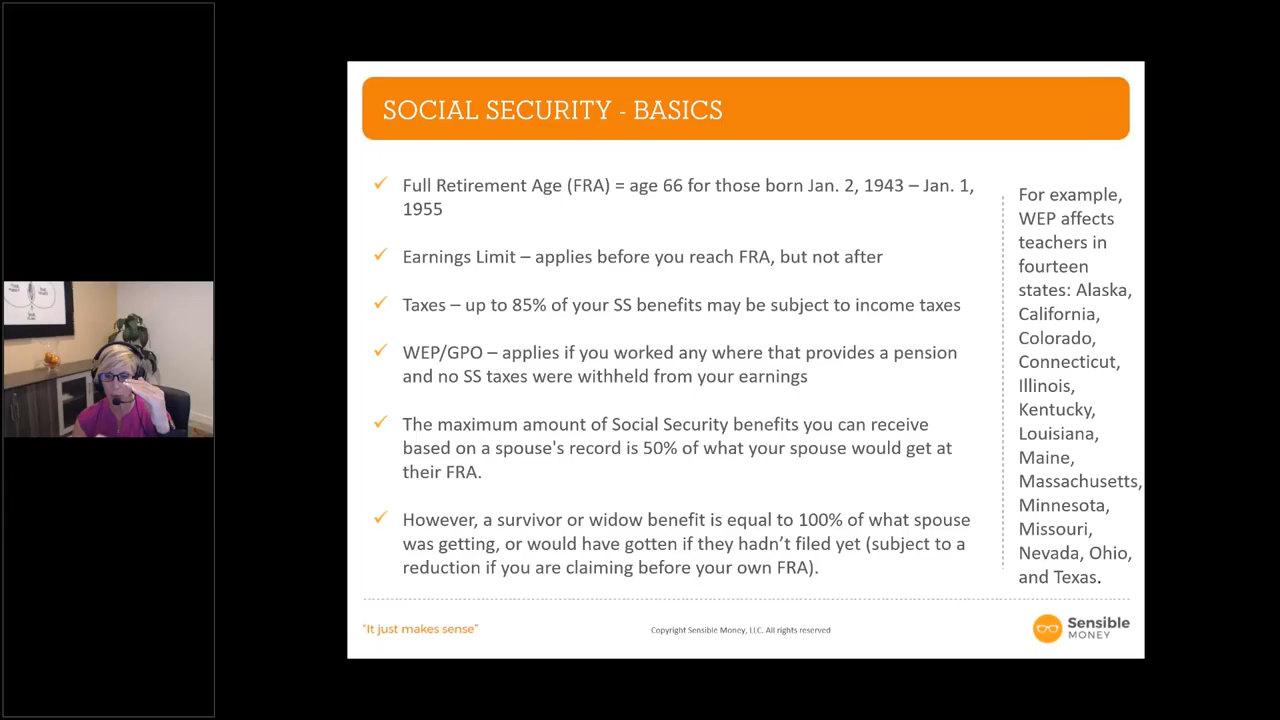 SOCIAL SECURITY - BASICS
Full Retirement Age (FRA) = age 66 for those born Jan. 2, 1943 – Jan. 1,
1955
Earnings Limit – applies before you reach FRA, but not after
Taxes – up to 85% of your SS benefits may be subject to income taxes
WEP/GPO – applies if you worked any where that provides a pension
and no SS taxes were withheld from your earnings
The maximum amount of Social Security benefits you can receive
based on a spouse's record is 50% of what your spouse would get at
their FRA.
However, a survivor or widow benefit is equal to 100% of what spouse
was getting, or would have gotten if they hadn’t filed yet (subject to a
reduction if you are claiming before your own FRA).
For example,
WEP affects
teachers in
fourteen
states: Alaska,
California,
Colorado,
Connecticut,
Illinois,
Kentucky,
Louisiana,
Maine,
Massachusetts,
Minnesota,
Missouri,
Nevada, Ohio,
and Texas.
"It just makes sense"
Copyright Sensible Money, LLC. All rights reserved
Sensible
MONEY